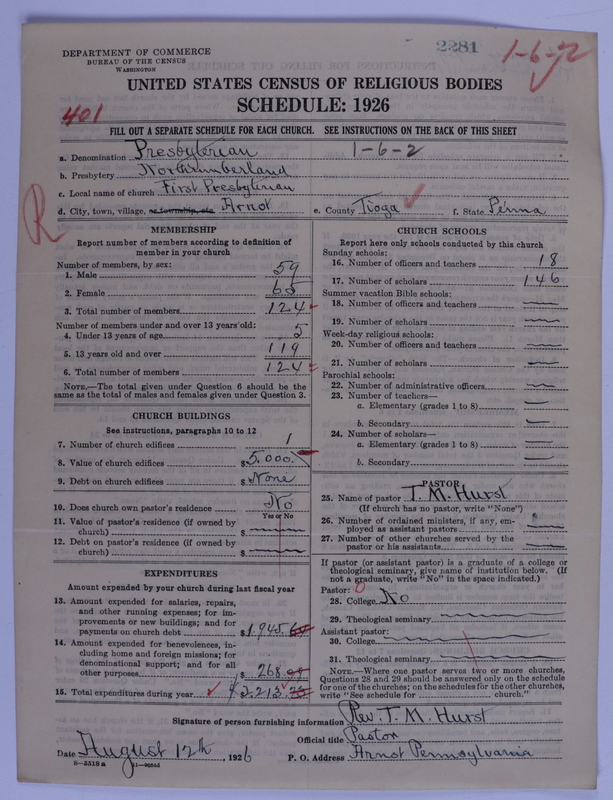 2281
1-6-2
DEPARTMENT OF COMMERCE
BUREAU OF THE CENSUS
WASHINGTON
UNITED STATES CENSUS OF RELIGIOUS BODIES
SCHEDULE: 1926
401
FILL OUT A SEPARATE SCHEDULE FOR EACH CHURCH. SEE INSTRUCTIONS ON THE BACK OF THIS SHEET
a. Denomination Presbyterian 1-6-2
b. Presbytery Northumberland
c. Local name of church First Presbyterian
d. City, town, village, or township, etc Arnot e. County Tioga f. State Penna
R
MEMBERSHIP
Report number of members according to definition of
member in your church
Number of members, by sex:
1. Male 59
2. Female 65
3. Total number of members 124
Number of members under and over 13 years old:
4. Under 13 years of age 5
5. 13 years old and over 119
6. Total number of members 124
NOTE.—The total given under Question 6 should be the
same as the total of males and females given under Question 3.
CHURCH BUILDINGS
See instructions, paragraphs 10 to 12
7. Number of church edifices 1
8. Value of church edifices $5.000.
9. Debt on church edifices $None
10. Does church own pastor's residence No
Yes or No
11. Value of pastor's residence (if owned by
church) $
12. Debt on pastor's residence (if owned by
church) $
EXPENDITURES
Amount expended by your church during last fiscal year
13. Amount expended for salaries, repairs,
and other running expenses; for im-
provements or new buildings; and for
payments on church debt $1.945.
14. Amount expended for benevolences, in-
cluding home and foreign missions; for
denominational support; and for all
other purposes $268.
15. Total expenditures during year $2.213.
CHURCH SCHOOLS
Report here only schools conducted by this church
Sunday schools:
16. Number of officers and teachers 18
17. Number of scholars 146
Summer vacation Bible schools:
18. Number of officers and teachers
19. Number of scholars
Week-day religious schools:
20. Number of officers and teachers
21. Number of scholars
Parochial schools:
22. Number of administrative officers
23. Number of teachers—
a. Elementary (grades 1 to 8)
b. Secondary
24. Number of scholars—
a. Elementary (grades 1 to 8)
b. Secondary
PASTOR
25. Name of pastor T. M. Hurst
(If church has no pastor, write "None")
26. Number of ordained ministers, if any, em-
ployed as assistant pastors
27. Number of other churches served by the
pastor or his assistants
If pastor (or assistant pastor) is a graduate of a college or
theological seminary, give name of institution below. (If
not a graduate, write "No" in the space indicated.)
Pastor: 0
28. College No
29. Theological seminary
Assistant pastor:
30. College
31. Theological seminary
NOTE.—Where one pastor serves two or more churches,
Questions 28 and 29 should be answered only on the schedule
for one of the churches; on the schedules for the other churches,
write "See schedule for church."
Signature of person furnishing information Rev. T. M. Hurst
Official title Pastor
Date August 12th, 1926 P. O. Address Arnot Pennsylvania
8-5518 a